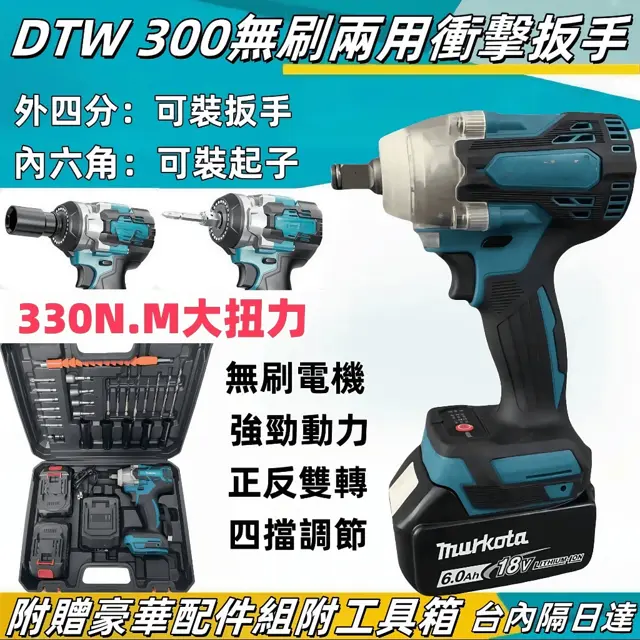 DTW 300無刷兩用衝擊扳手
外四分：可裝扳手
內六角：可裝起子
330N.M大扭力
無刷電機
強勁動力
正反雙轉
四擋調節
murkota
6.0Ah 18V LITHIUM-ION
附贈豪華配件組附工具箱 台內隔日達